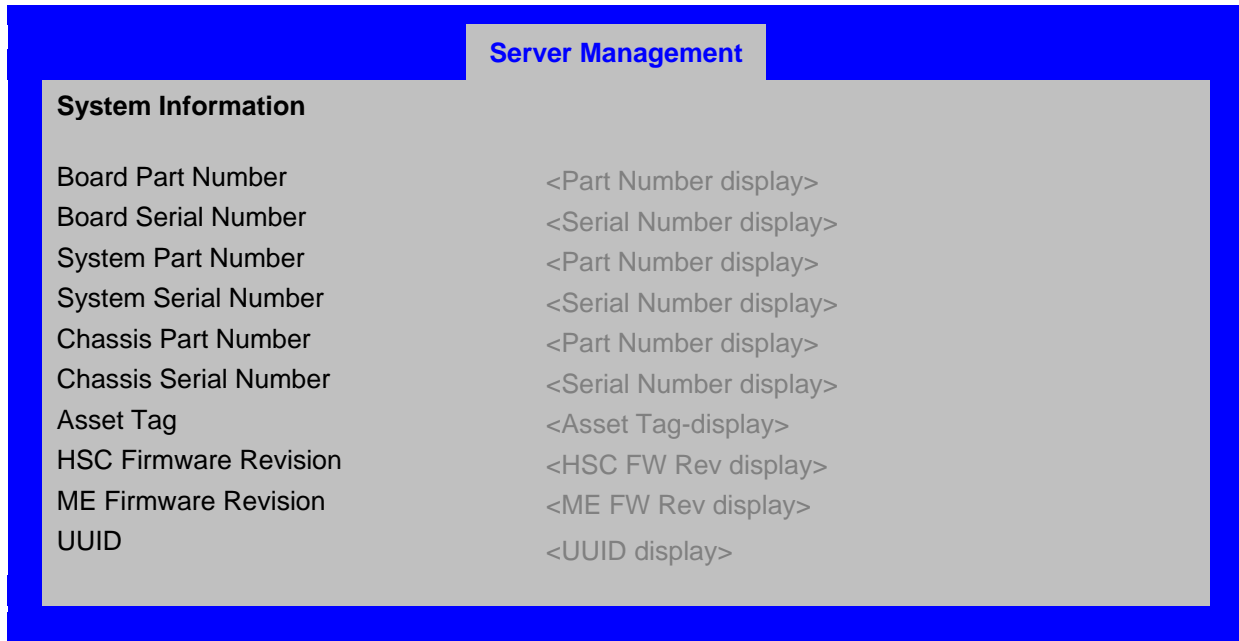 Server Management
System Information
Board Part Number <Part Number display>
Board Serial Number <Serial Number display>
System Part Number <Part Number display>
System Serial Number <Serial Number display>
Chassis Part Number <Part Number display>
Chassis Serial Number <Serial Number display>
Asset Tag <Asset Tag-display>
HSC Firmware Revision <HSC FW Rev display>
ME Firmware Revision <ME FW Rev display>
UUID <UUID display>